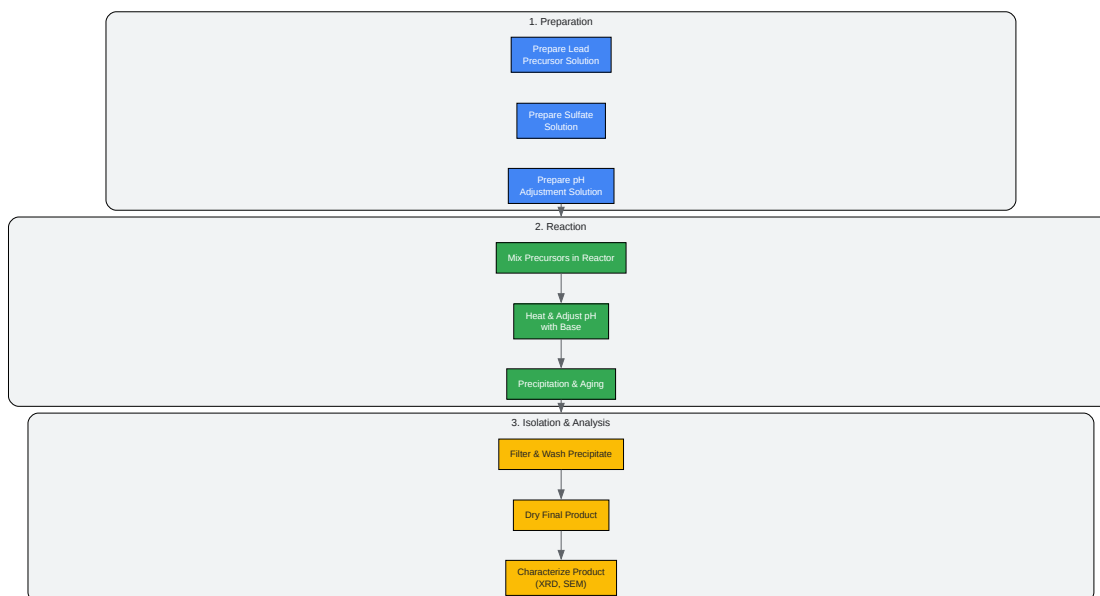 1. Preparation
Prepare Lead
Precursor Solution
Prepare Sulfate
Solution
Prepare pH
Adjustment Solution
2. Reaction
Mix Precursors in Reactor
Heat & Adjust pH
with Base
Precipitation & Aging
3. Isolation & Analysis
Filter & Wash Precipitate
Dry Final Product
Characterize Product
(XRD, SEM)